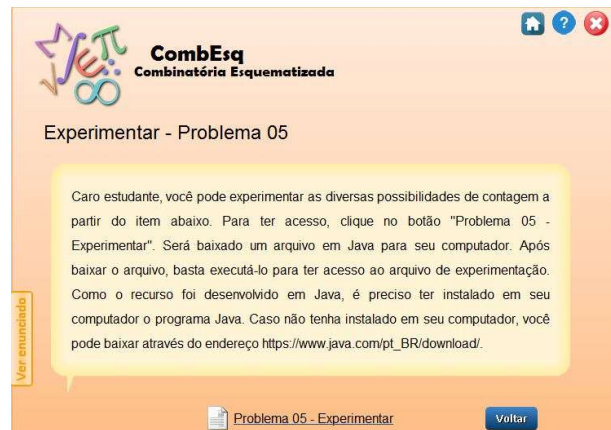 CombEsq
Combinatória Esquematizada
Experimentar - Problema 05
Caro estudante, você pode experimentar as diversas possibilidades de contagem a
partir do item abaixo. Para ter acesso, clique no botão "Problema 05 -
Experimentar". Será baixado um arquivo em Java para seu computador. Após
baixar o arquivo, basta executá-lo para ter acesso ao arquivo de experimentação.
Como o recurso foi desenvolvido em Java, é preciso ter instalado em seu
computador o programa Java. Caso não tenha instalado em seu computador, você
pode baixar através do endereço https://www.java.com/pt_BR/download/.
Ver enunciado
Problema 05 - Experimentar
Voltar